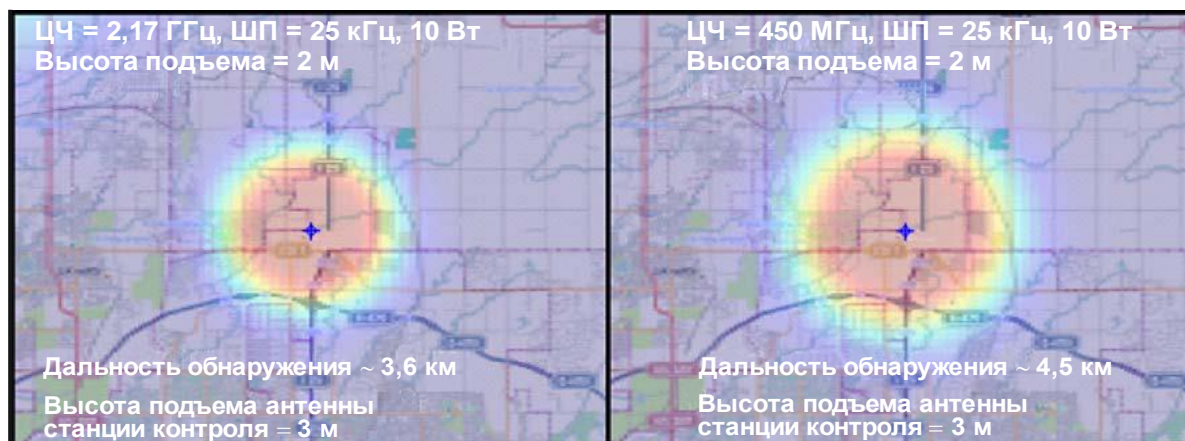 ЦЧ = 2,17 ГГц, ШП = 25 кГц, 10 Вт
Высота подъема = 2 м
Дальность обнаружения ~ 3,6 км
Высота подъема антенны
станции контроля = 3 м
ЦЧ = 450 МГц, ШП = 25 кГц, 10 Вт
Высота подъема = 2 м
Дальность обнаружения ~ 4,5 км
Высота подъема антенны
станции контроля = 3 м